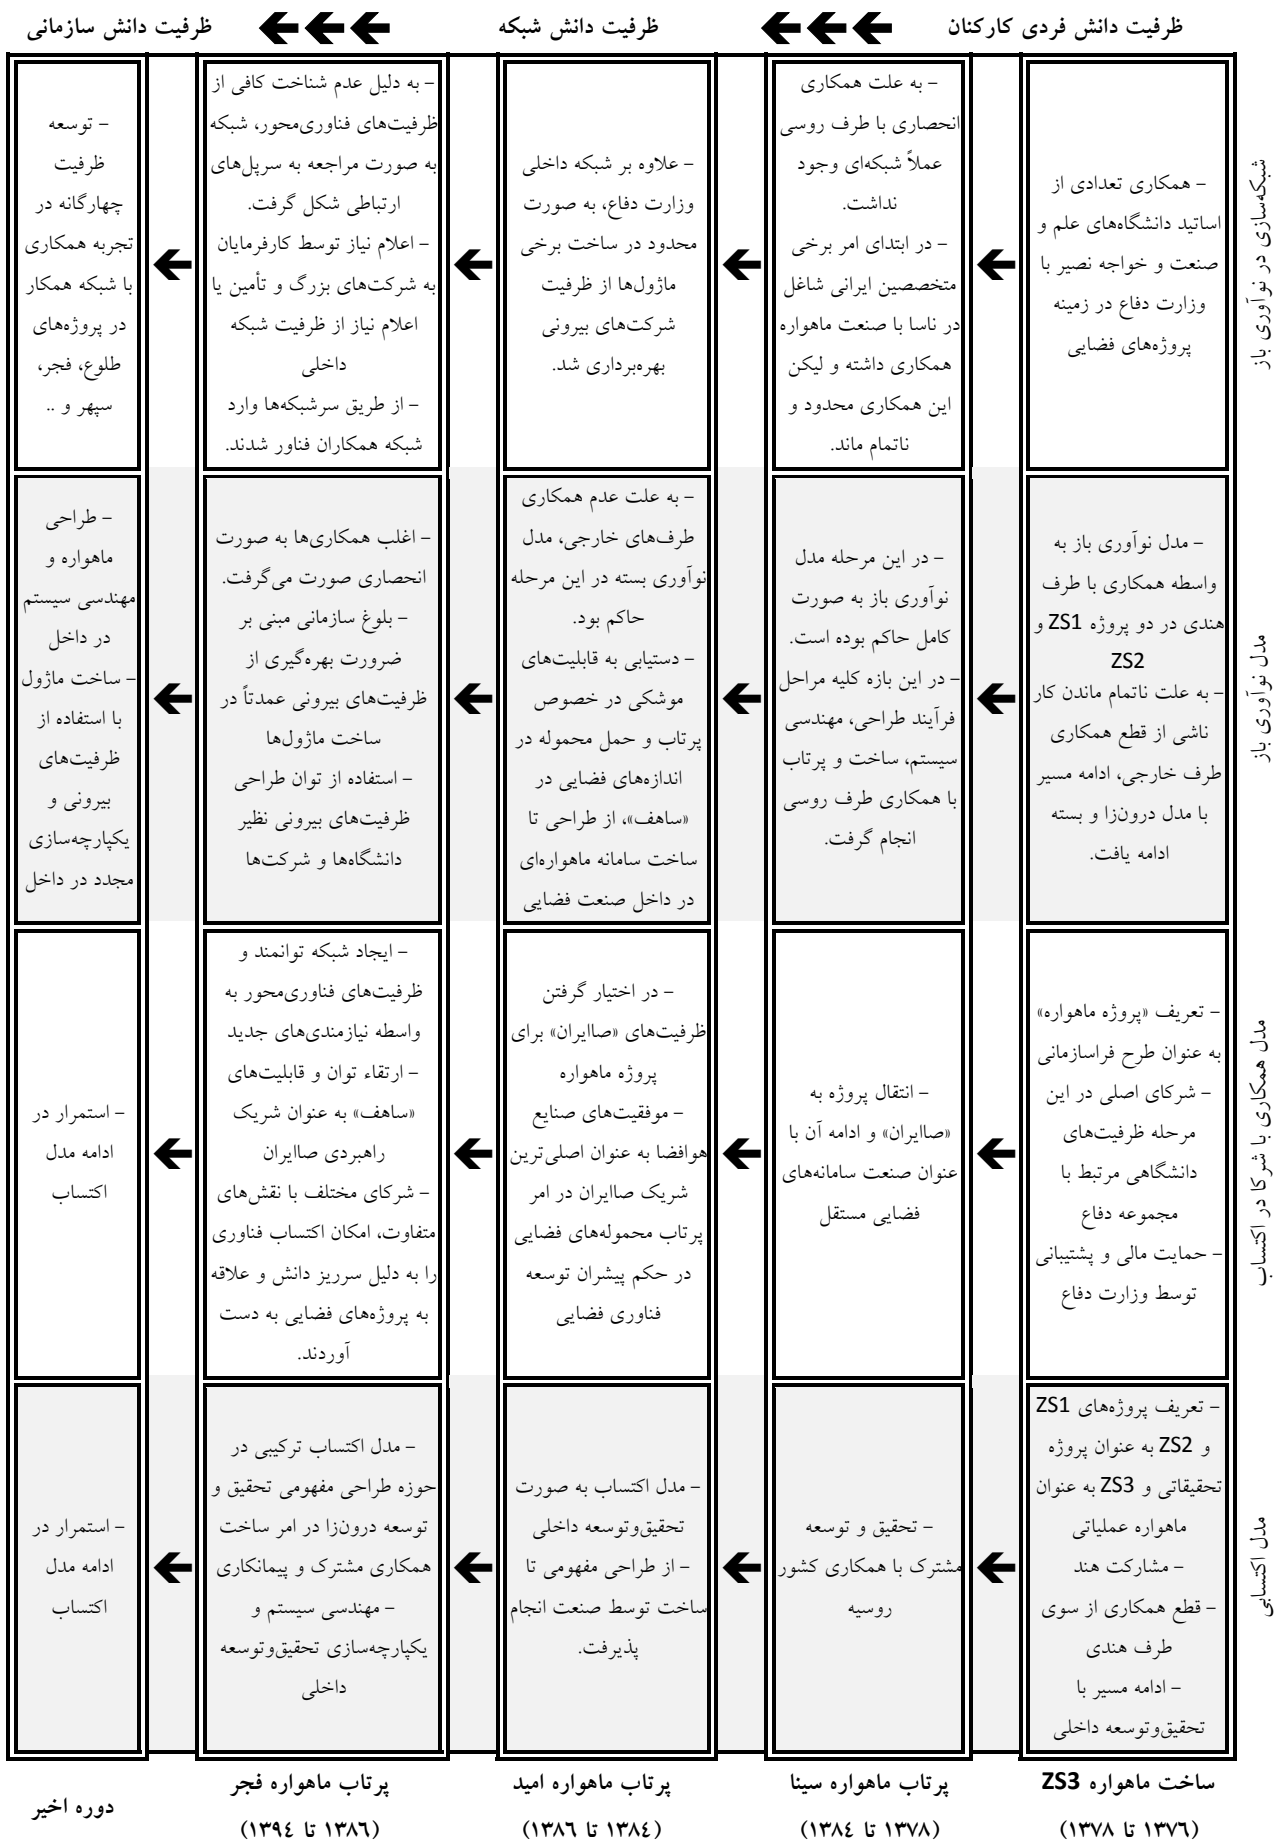 ظرفیت دانش فردی کارکنان
ظرفیت دانش شبکه
ظرفیت دانش سازمانی
شبکه‌سازی در نوآوری باز
- همکاری تعدادی از
اساتید دانشگاه‌های علم و
صنعت و خواجه نصیر با
وزارت دفاع در زمینه
پروژه‌های فضایی
- به علت همکاری
انحصاری با طرف روسی
عملاً شبکه‌ای وجود
نداشت.
- در ابتدای امر برخی
متخصصین ایرانی شاغل
در ناسا با صنعت ماهواره
همکاری داشته و لیکن
این همکاری محدود و
ناتمام ماند.
- علاوه بر شبکه داخلی
وزارت دفاع، به صورت
محدود در ساخت برخی
ماژول‌ها از ظرفیت
شرکت‌های بیرونی
بهره‌برداری شد.
- به دلیل عدم شناخت کافی از
ظرفیت‌های فناوری‌محور، شبکه
به صورت مراجعه به سرپل‌های
ارتباطی شکل گرفت.
- اعلام نیاز توسط کارفرمایان
به شرکت‌های بزرگ و تأمین یا
اعلام نیاز از ظرفیت شبکه
داخلی
- از طریق سرشبکه‌ها وارد
شبکه همکاران فناور شدند.
- توسعه
ظرفیت
چهارگانه در
تجربه همکاری
با شبکه همکار
در پروژه‌های
طلوع، فجر،
سپهر و ..
مدل نوآوری باز
- مدل نوآوری باز به
واسطه همکاری با طرف
هندی در دو پروژه ZS1 و
ZS2
- به علت ناتمام ماندن کار
ناشی از قطع همکاری
طرف خارجی، ادامه مسیر
با مدل درون‌زا و بسته
ادامه یافت.
- در این مرحله مدل
نوآوری باز به صورت
کامل حاکم بوده است.
- در این بازه کلیه مراحل
فرآیند طراحی، مهندسی
سیستم، ساخت و پرتاب
با همکاری طرف روسی
انجام گرفت.
- به علت عدم همکاری
طرف‌های خارجی، مدل
نوآوری بسته در این مرحله
حاکم بود.
- دستیابی به قابلیت‌های
موشکی در خصوص
پرتاب و حمل محموله در
اندازه‌های فضایی در
«ساهف»، از طراحی تا
ساخت سامانه ماهواره‌ای
در داخل صنعت فضایی
- اغلب همکاری‌ها به صورت
انحصاری صورت می‌گرفت.
- بلوغ سازمانی مبنی بر
ضرورت بهره‌گیری از
ظرفیت‌های بیرونی عمدتاً در
ساخت ماژول‌ها
- استفاده از توان طراحی
ظرفیت‌های بیرونی نظیر
دانشگاه‌ها و شرکت‌ها
- طراحی
ماهواره و
مهندسی سیستم
در داخل
- ساخت ماژول
با استفاده از
ظرفیت‌های
بیرونی و
یکپارچه‌سازی
مجدد در داخل
مدل همکاری با شرکا در اکتساب
- تعریف «پروژه ماهواره»
به عنوان طرح فراسازمانی
- شرکای اصلی در این
مرحله ظرفیت‌های
دانشگاهی مرتبط با
مجموعه دفاع
- حمایت مالی و پشتیبانی
توسط وزارت دفاع
- انتقال پروژه به
«صاایران» و ادامه آن با
عنوان صنعت سامانه‌های
فضایی مستقل
- در اختیار گرفتن
ظرفیت‌های «صاایران» برای
پروژه ماهواره
- موفقیت‌های صنایع
هوافضا به عنوان اصلی‌ترین
شریک صاایران در امر
پرتاب محموله‌های فضایی
در حکم پیشران توسعه
فناوری فضایی
- ایجاد شبکه توانمند و
ظرفیت‌های فناوری‌محور به
واسطه نیازمندی‌های جدید
- ارتقاء توان و قابلیت‌های
«ساهف» به عنوان شریک
راهبردی صاایران
- شرکای مختلف با نقش‌های
متفاوت، امکان اکتساب فناوری
را به دلیل سرریز دانش و علاقه
به پروژه‌های فضایی به دست
آوردند.
- استمرار در
ادامه مدل
اکتساب
مدل اکتسابی
- تعریف پروژه‌های ZS1
و ZS2 به عنوان پروژه
تحقیقاتی و ZS3 به عنوان
ماهواره عملیاتی
- مشارکت هند
- قطع همکاری از سوی
طرف هندی
- ادامه مسیر با
تحقیق‌وتوسعه داخلی
- تحقیق و توسعه
مشترک با همکاری کشور
روسیه
- مدل اکتساب به صورت
تحقیق‌وتوسعه داخلی
- از طراحی مفهومی تا
ساخت توسط صنعت انجام
پذیرفت.
- مدل اکتساب ترکیبی در
حوزه طراحی مفهومی تحقیق و
توسعه درون‌زا در امر ساخت
همکاری مشترک و پیمانکاری
- مهندسی سیستم و
یکپارچه‌سازی تحقیق‌وتوسعه
داخلی
- استمرار در
ادامه مدل
اکتساب
ساخت ماهواره ZS3
(۱۳۷۶ تا ۱۳۷۸)
پرتاب ماهواره سینا
(۱۳۷۸ تا ۱۳۸٤)
پرتاب ماهواره امید
(۱۳۸٤ تا ۱۳۸٦)
پرتاب ماهواره فجر
(۱۳۸٦ تا ۱۳۹٤)
دوره اخیر